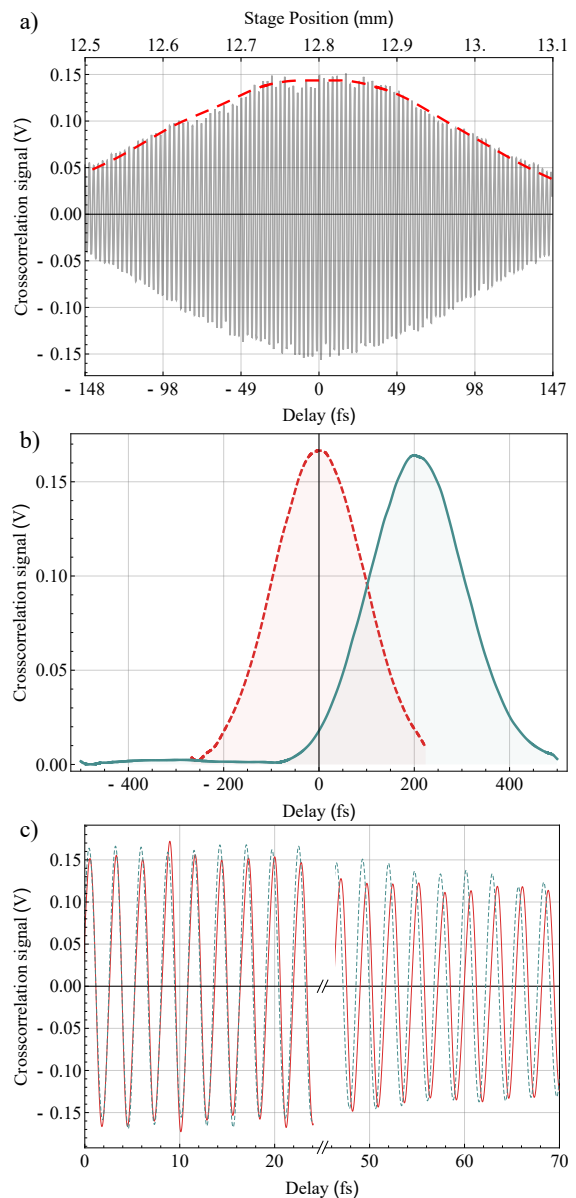 a)
Stage Position (mm)
12.5 12.6 12.7 12.8 12.9 13. 13.1
Crosscorrelation signal (V)
0.15
0.10
0.05
0.00
- 0.05
- 0.10
- 0.15
- 148 - 98 - 49 0 49 98 147
Delay (fs)
b)
Crosscorrelation signal (V)
0.15
0.10
0.05
0.00
- 400 - 200 0 200 400
Delay (fs)
c)
Crosscorrelation signal (V)
0.15
0.10
0.05
0.00
- 0.05
- 0.10
- 0.15
0 10 20 50 60 70
Delay (fs)